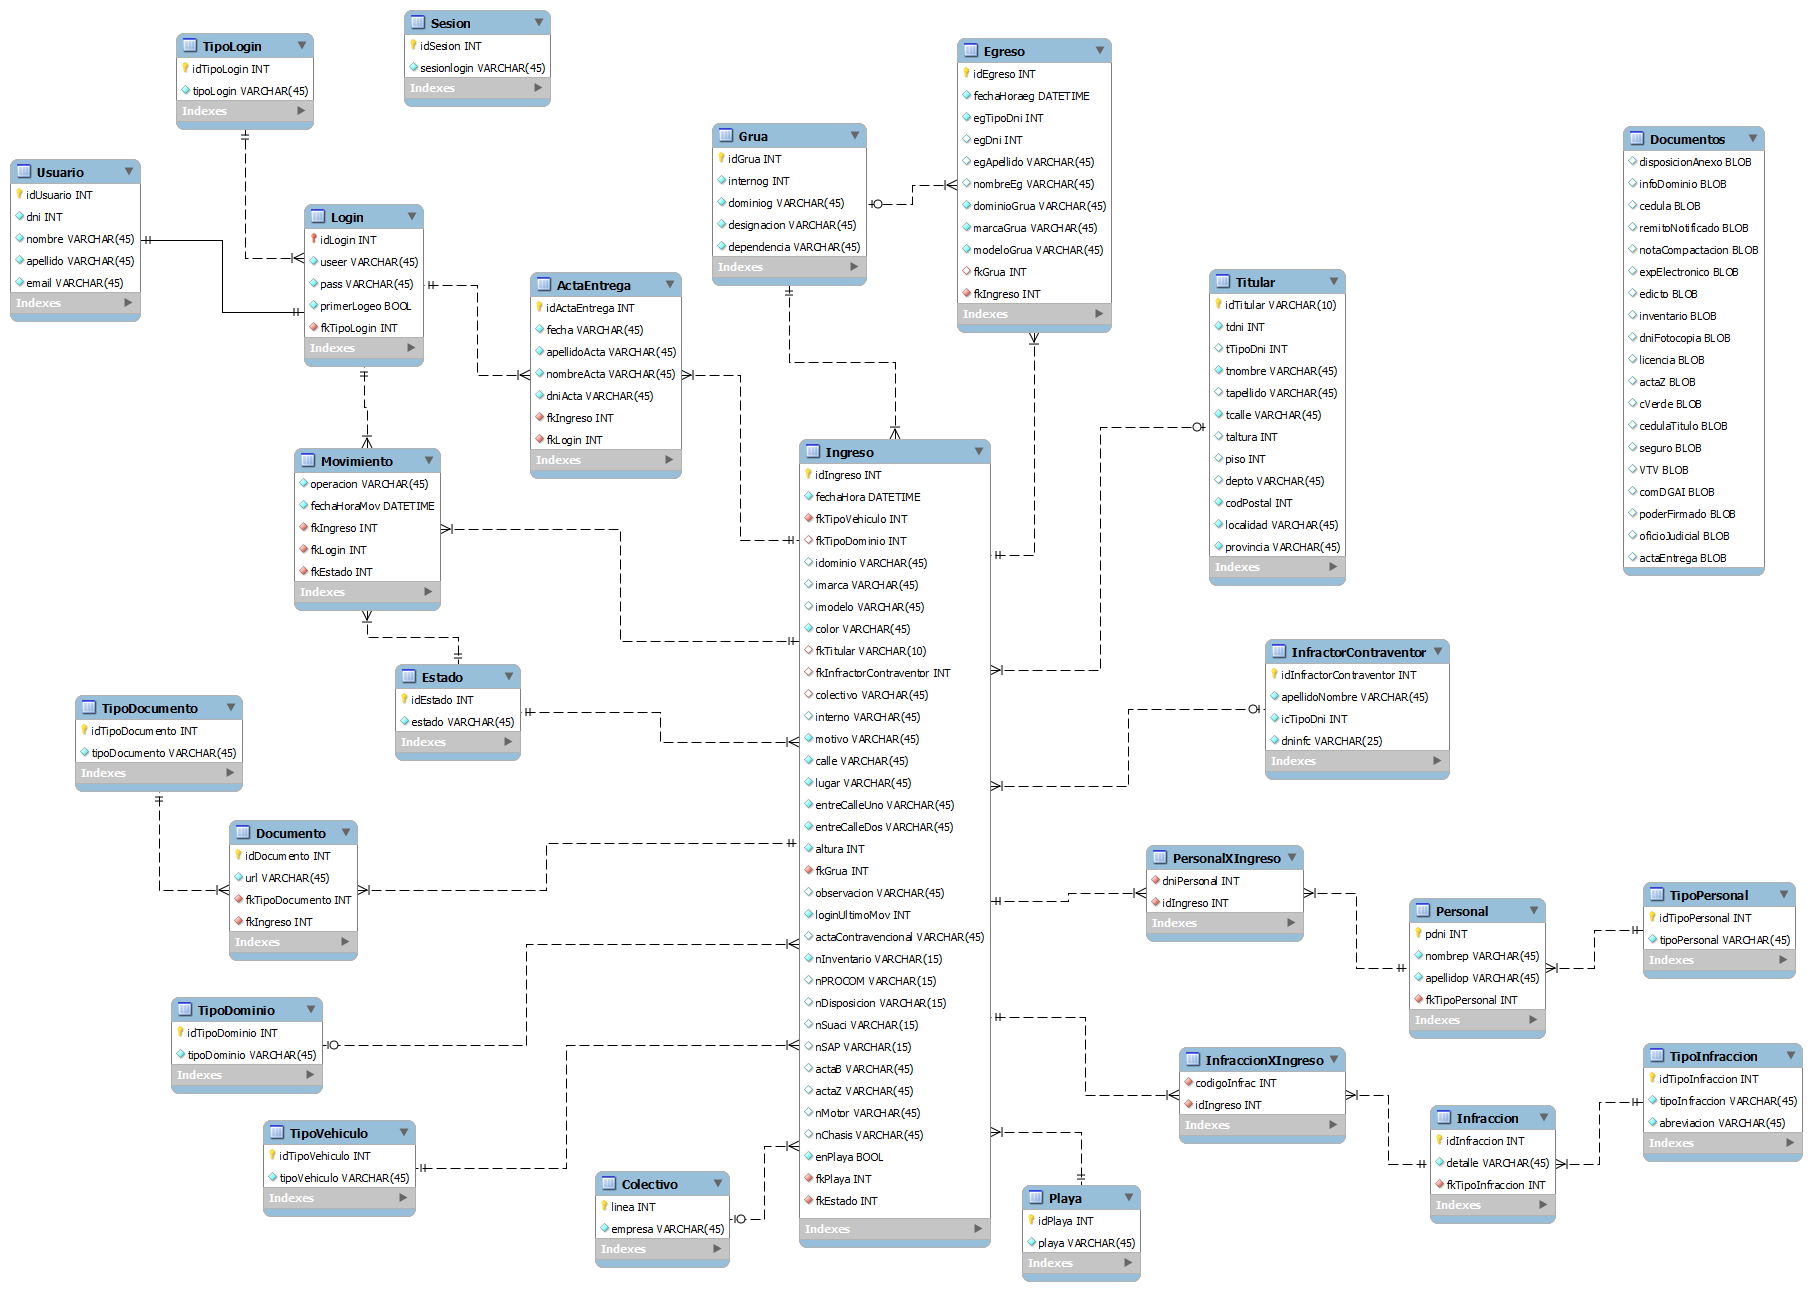 TipoLogin
idTipoLogin INT
tipoLogin VARCHAR(45)
Indexes
Sesion
idSesion INT
sesionlogin VARCHAR(45)
Indexes
Usuario
idUsuario INT
dni INT
nombre VARCHAR(45)
apellido VARCHAR(45)
email VARCHAR(45)
Indexes
Login
idLogin INT
useer VARCHAR(45)
pass VARCHAR(45)
primerLogeo BOOL
fkTipoLogin INT
Indexes
ActaEntrega
idActaEntrega INT
fecha VARCHAR(45)
apellidoActa VARCHAR(45)
nombreActa VARCHAR(45)
dniActa VARCHAR(45)
fkIngreso INT
fkLogin INT
Indexes
Grua
idGrua INT
internog INT
dominiog VARCHAR(45)
designacion VARCHAR(45)
dependencia VARCHAR(45)
Indexes
Egreso
idEgreso INT
fechaHoraeg DATETIME
egTipoDni INT
egDni INT
egApellido VARCHAR(45)
nombreEg VARCHAR(45)
dominioGrua VARCHAR(45)
marcaGrua VARCHAR(45)
modeloGrua VARCHAR(45)
fkGrua INT
fkIngreso INT
Indexes
Titular
idTitular VARCHAR(10)
tdni INT
tTipoDni INT
tnombre VARCHAR(45)
tapellido VARCHAR(45)
tcalle VARCHAR(45)
taltura INT
piso INT
depto VARCHAR(45)
codPostal INT
localidad VARCHAR(45)
provincia VARCHAR(45)
Indexes
Documentos
disposicionAnexo BLOB
infoDominio BLOB
cedula BLOB
remitoNotificado BLOB
notaCompactacion BLOB
expElectronico BLOB
edicto BLOB
inventario BLOB
dniFotocopia BLOB
licencia BLOB
actaZ BLOB
cVerde BLOB
cedulaTitulo BLOB
seguro BLOB
VTV BLOB
comDGAI BLOB
poderFirmado BLOB
oficioJudicial BLOB
actaEntrega BLOB
Movimiento
operacion VARCHAR(45)
fechaHoraMov DATETIME
fkIngreso INT
fkLogin INT
fkEstado INT
Indexes
Ingreso
idIngreso INT
fechaHora DATETIME
fkTipoVehiculo INT
fkTipoDominio INT
idominio VARCHAR(45)
imarca VARCHAR(45)
imodelo VARCHAR(45)
color VARCHAR(45)
fkTitular VARCHAR(10)
fkInfractorContraventor INT
colectivo VARCHAR(45)
interno VARCHAR(45)
motivo VARCHAR(45)
calle VARCHAR(45)
lugar VARCHAR(45)
entreCalleUno VARCHAR(45)
entreCalleDos VARCHAR(45)
altura INT
fkGrua INT
observacion VARCHAR(45)
loginUltimoMov INT
actaContravencional VARCHAR(45)
nInventario VARCHAR(15)
nPROCOM VARCHAR(15)
nDisposicion VARCHAR(15)
nSuaci VARCHAR(15)
nSAP VARCHAR(15)
actaB VARCHAR(45)
actaZ VARCHAR(45)
nMotor VARCHAR(45)
nChasis VARCHAR(45)
enPlaya BOOL
fkPlaya INT
fkEstado INT
Indexes
Estado
idEstado INT
estado VARCHAR(45)
Indexes
TipoDocumento
idTipoDocumento INT
tipoDocumento VARCHAR(45)
Indexes
Documento
idDocumento INT
url VARCHAR(45)
fkTipoDocumento INT
fkIngreso INT
Indexes
TipoDominio
idTipoDominio INT
tipoDominio VARCHAR(45)
Indexes
TipoVehiculo
idTipoVehiculo INT
tipoVehiculo VARCHAR(45)
Indexes
Colectivo
linea INT
empresa VARCHAR(45)
Indexes
Playa
idPlaya INT
playa VARCHAR(45)
Indexes
InfractorContraventor
idInfractorContraventor INT
apellidoNombre VARCHAR(45)
icTipoDni INT
dninfc VARCHAR(25)
Indexes
PersonalXIngreso
dniPersonal INT
idIngreso INT
Indexes
Personal
pdni INT
nombrep VARCHAR(45)
apellidop VARCHAR(45)
fkTipoPersonal INT
Indexes
TipoPersonal
idTipoPersonal INT
tipoPersonal VARCHAR(45)
Indexes
InfraccionXIngreso
codigoInfrac INT
idIngreso INT
Indexes
Infraccion
idInfraccion INT
detalle VARCHAR(45)
fkTipoInfraccion INT
Indexes
TipoInfraccion
idTipoInfraccion INT
tipoInfraccion VARCHAR(45)
abreviacion VARCHAR(45)
Indexes